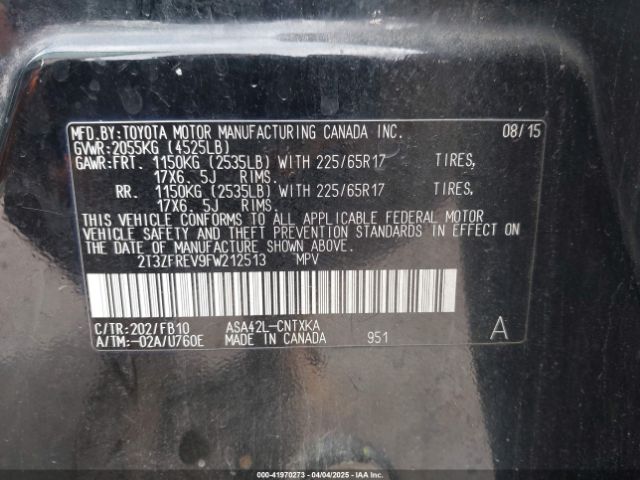 MFD.BY:TOYOTA MOTOR MANUFACTURING CANADA INC. 08/15
GVWR:2055KG (4525LB)
GAWR:FRT. 1150KG (2535LB) WITH 225/65R17 TIRES,
17X6.5J RIMS.
RR. 1150KG (2535LB) WITH 225/65R17 TIRES,
17X6.5J RIMS.
THIS VEHICLE CONFORMS TO ALL APPLICABLE FEDERAL MOTOR
VEHICLE SAFETY AND THEFT PREVENTION STANDARDS IN EFFECT
ON THE DATE OF MANUFACTURE SHOWN ABOVE.
2T3ZFREV9FW212513 MPV
C/TR:202/FB10 ASA42L-CNTXKA
A/TM:-02A/U760E MADE IN CANADA 951 A
000-41970273 - 04/04/2025 - IAAI.COM